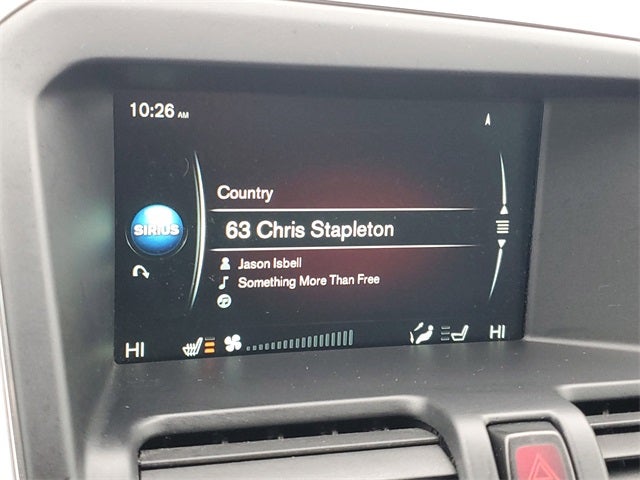 10:26 AM
Country
SIRIUS
63 Chris Stapleton
Jason Isbell
Something More Than Free
HI
HI